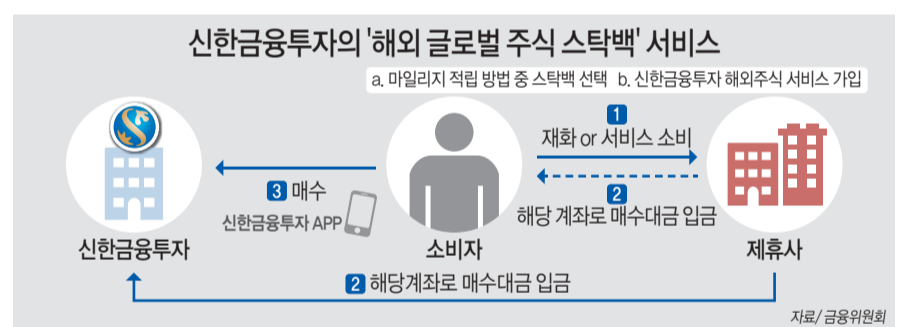 신한금융투자의 '해외 글로벌 주식 스탁백' 서비스
a. 마일리지 적립 방법 중 스탁백 선택 b. 신한금융투자 해외주식 서비스 가입
1
재화 or 서비스 소비
2
해당 계좌로 매수대금 입금
3 매수
신한금융투자 APP
신한금융투자
소비자
제휴사
2 해당계좌로 매수대금 입금
자료/ 금융위원회